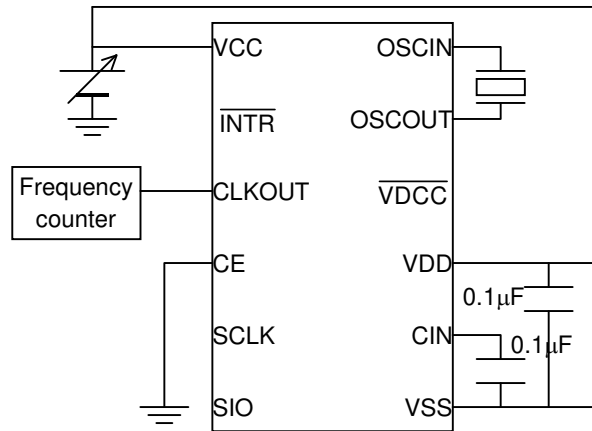 VCC OSCIN
INTR OSCOUT
Frequency
counter
CLKOUT VDCC
CE VDD
0.1μF
SCLK CIN
0.1μF
SIO VSS